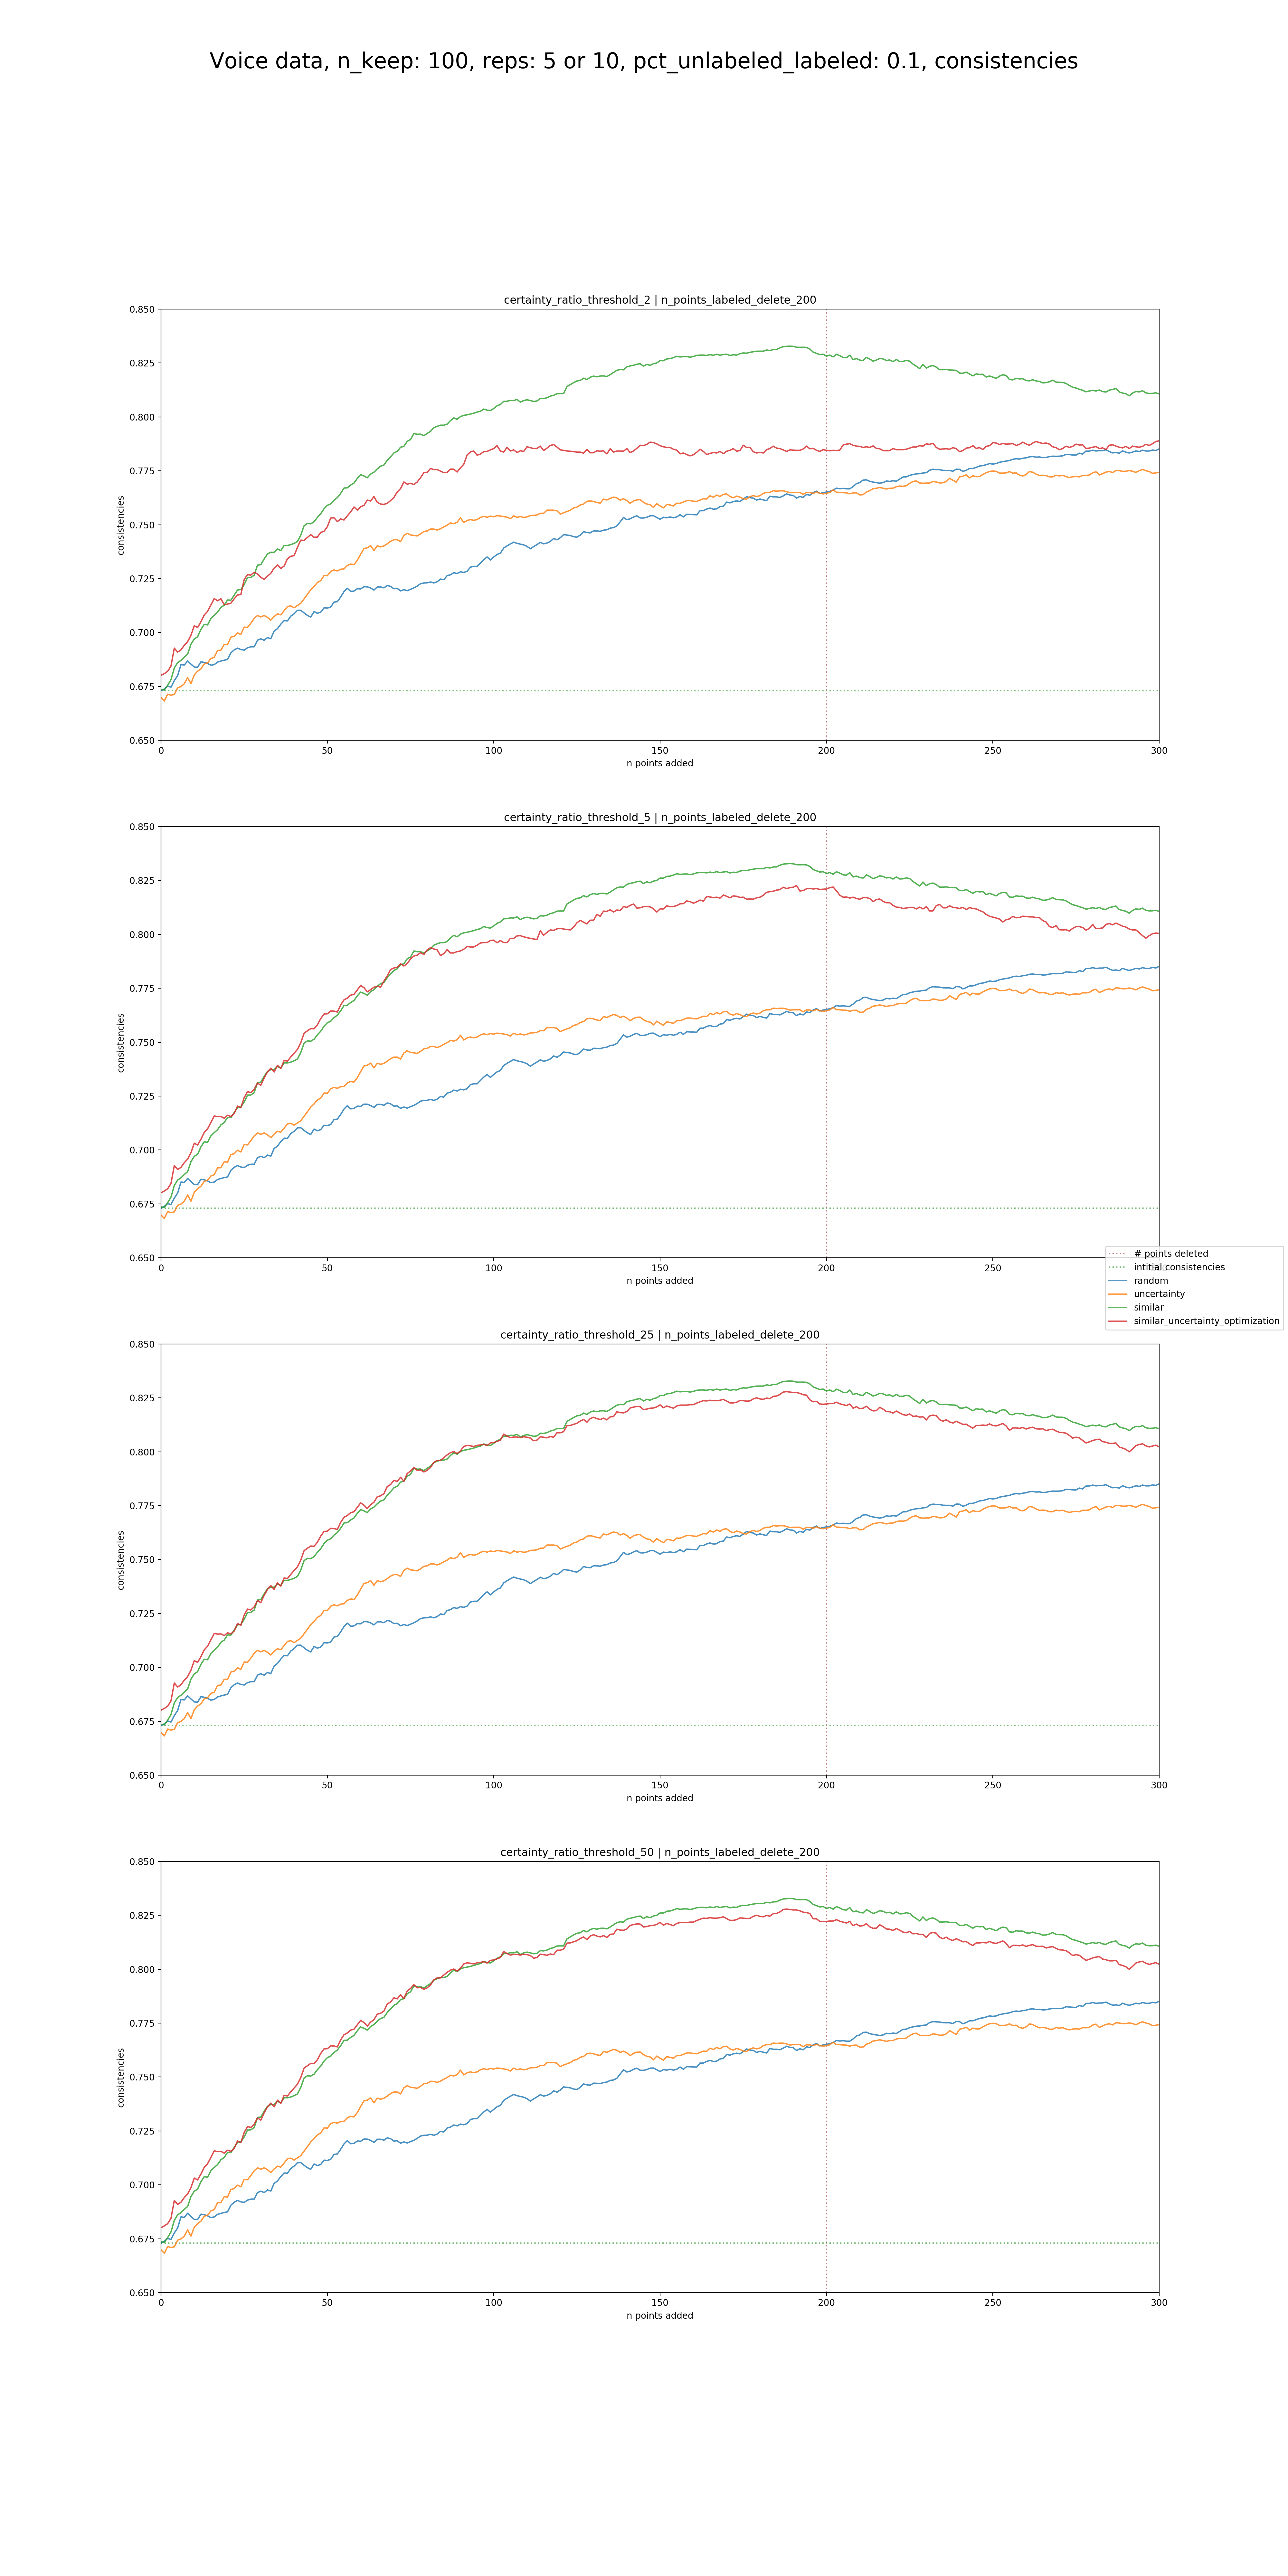 Voice data, n_keep: 100, reps: 5 or 10, pct_unlabeled_labeled: 0.1, consistencies
certainty_ratio_threshold_2 | n_points_labeled_delete_200
0.850
0.825
0.800
0.775
0.750
0.725
0.700
0.675
0.650
consistencies
0 50 100 150 200 250 300
n points added
certainty_ratio_threshold_5 | n_points_labeled_delete_200
0.850
0.825
0.800
0.775
0.750
0.725
0.700
0.675
0.650
consistencies
0 50 100 150 200 250
n points added
# points deleted
intitial consistencies
random
uncertainty
similar
similar_uncertainty_optimization
certainty_ratio_threshold_25 | n_points_labeled_delete_200
0.850
0.825
0.800
0.775
0.750
0.725
0.700
0.675
0.650
consistencies
0 50 100 150 200 250 300
n points added
certainty_ratio_threshold_50 | n_points_labeled_delete_200
0.850
0.825
0.800
0.775
0.750
0.725
0.700
0.675
0.650
consistencies
0 50 100 150 200 250 300
n points added